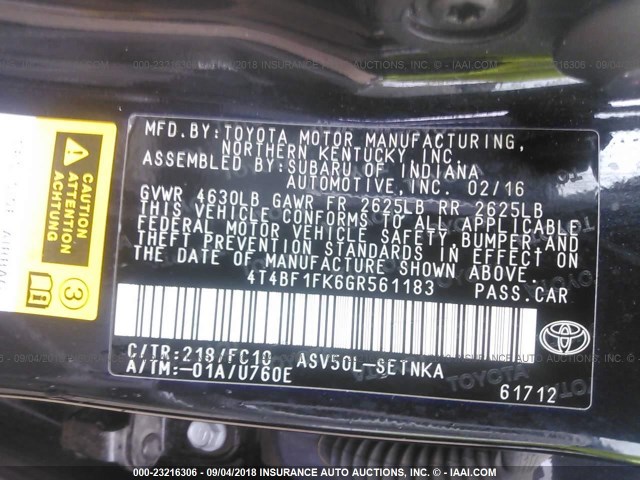 MFD.BY:TOYOTA MOTOR MANUFACTURING,
NORTHERN KENTUCKY, INC.
ASSEMBLED BY:SUBARU OF INDIANA
AUTOMOTIVE,INC. 02/16
GVWR 4630LB GAWR FR 2625LB RR 2625LB
THIS VEHICLE CONFORMS TO ALL APPLICABLE
FEDERAL MOTOR VEHICLE SAFETY,BUMPER,AND
THEFT PREVENTION STANDARDS IN EFFECT ON
THE DATE OF MANUFACTURE SHOWN ABOVE.
4T4BF1FK6GR561183 PASS.CAR
C/TR:218/FC10 ASV50L-SETNKA
A/TM:-01A/U760E
61712
TOYOTA
CAUTION
ATTENTION
3
000-23216306 - 09/04/2018 INSURANCE AUTO AUCTIONS, INC. - IAAI.COM